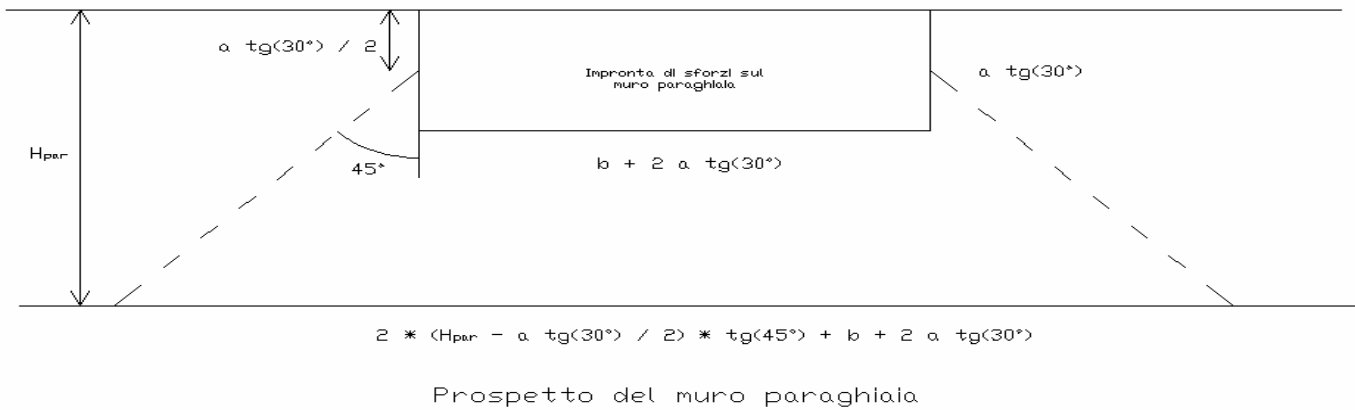 a tg(30°) / 2
Impronta di sforzi sul
muro paraghiaia
a tg(30°)
Hpar
45°
b + 2 a tg(30°)
2 * (Hpar - a tg(30°) / 2) * tg(45°) + b + 2 a tg(30°)
Prospetto del muro paraghiaia